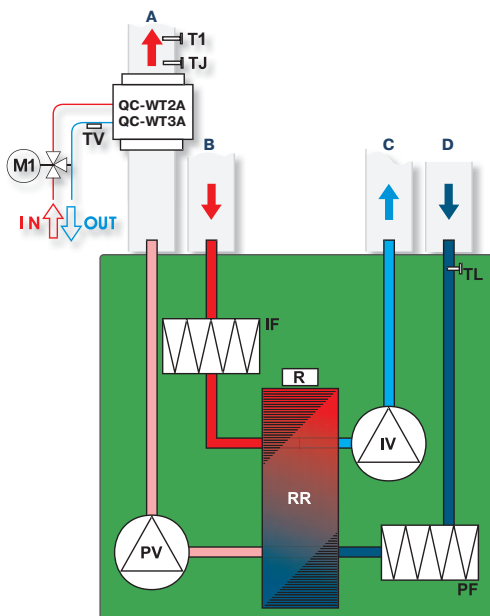 A
T1
TJ
QC-WT2A
QC-WT3A
TV
M1
IN
OUT
B
C
D
TL
IF
R
IV
RR
PV
PF